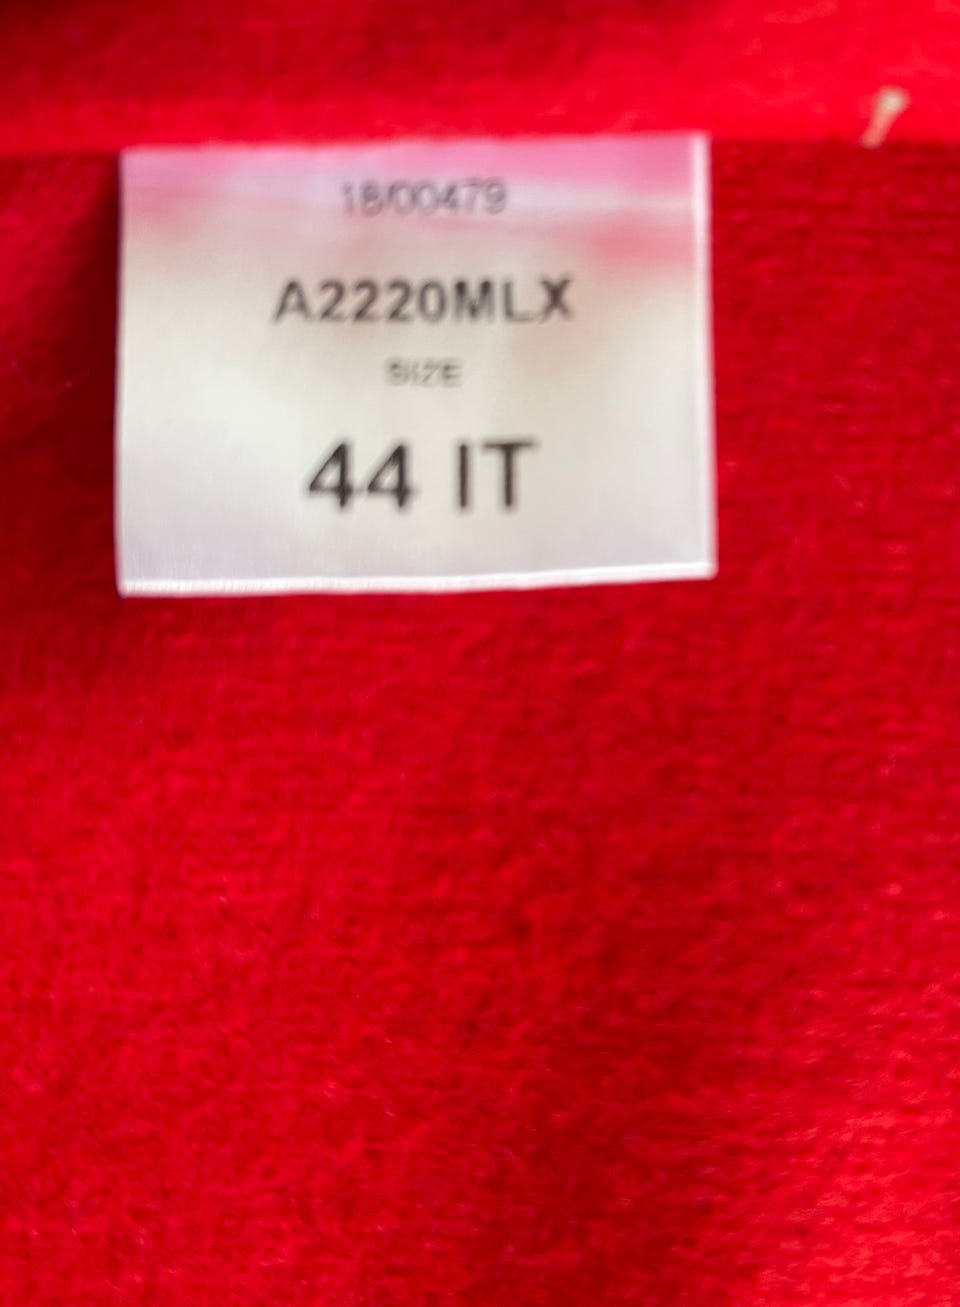 18/00479
A2220MLX
SIZE
44 IT